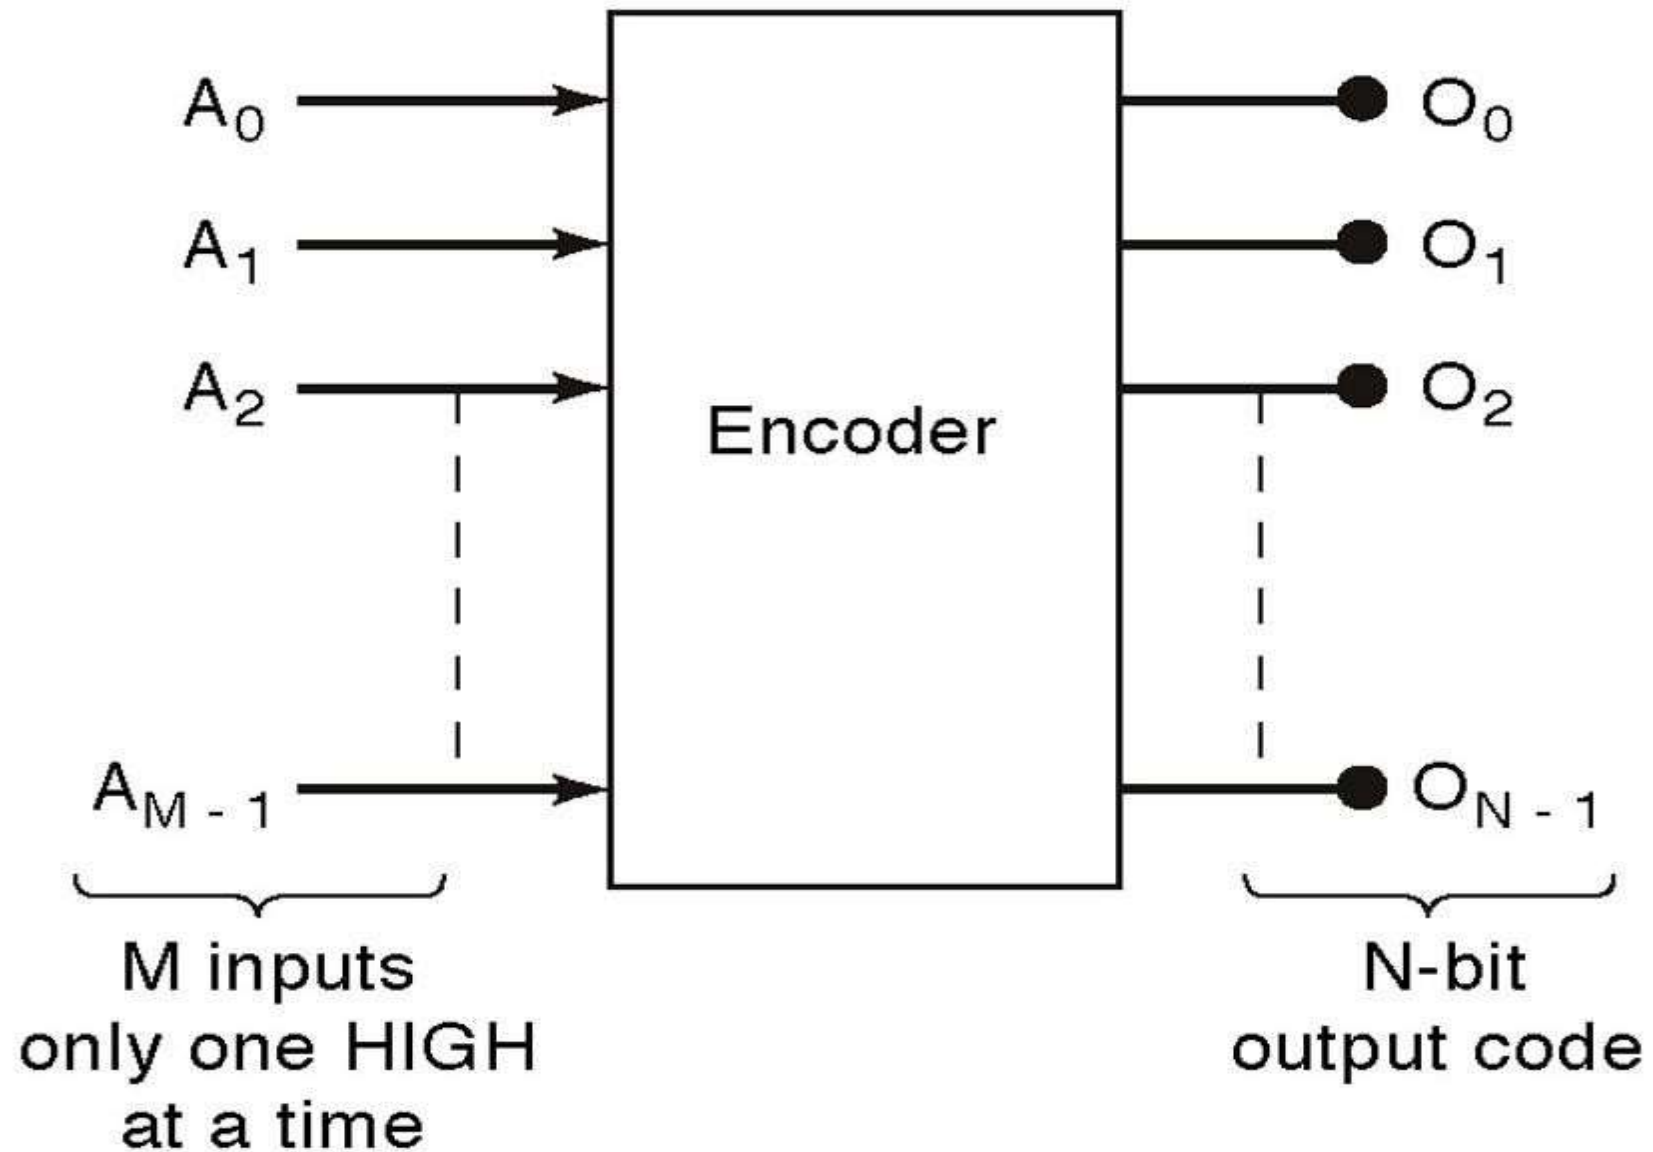 A0
A1
A2
AM - 1
M inputs
only one HIGH
at a time
Encoder
O0
O1
O2
ON - 1
N-bit
output code